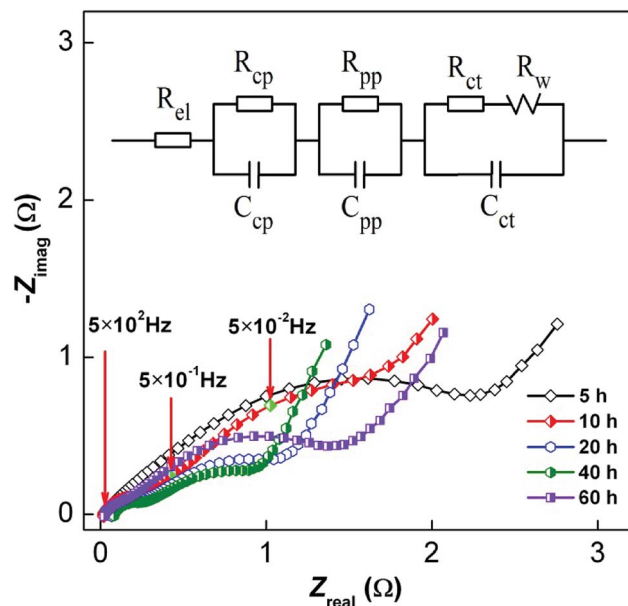 3
2
1
0
-Z_imag (Ω)
R_el
R_cp
R_pp
R_ct
R_w
C_cp
C_pp
C_ct
5×10²Hz
5×10⁻¹Hz
5×10⁻²Hz
5 h
10 h
20 h
40 h
60 h
0 1 2 3
Z_real (Ω)